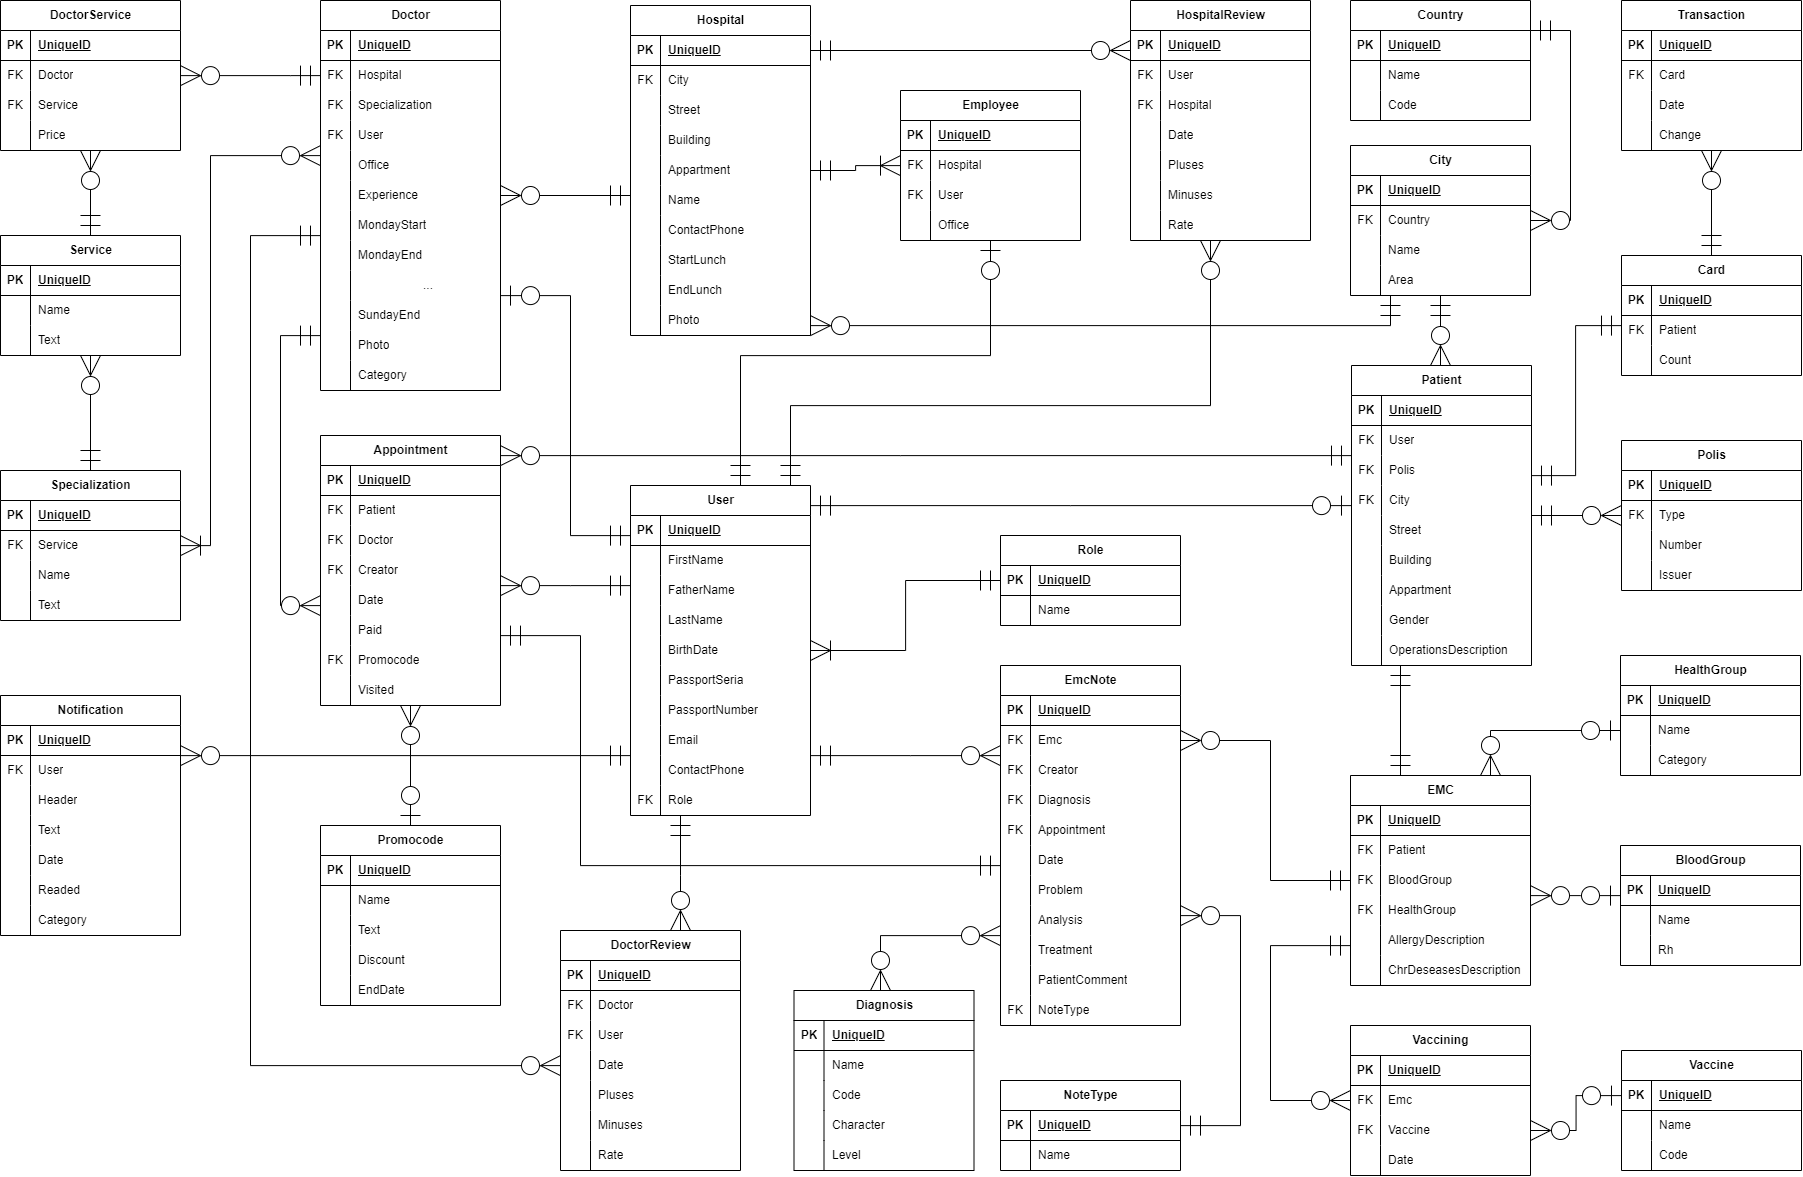 DoctorService
PK UniqueID
FK Doctor
FK Service
Price
Doctor
PK UniqueID
FK Hospital
FK Specialization
FK User
Office
Experience
MondayStart
MondayEnd
...
SundayEnd
Photo
Category
Hospital
PK UniqueID
FK City
Street
Building
Appartment
Name
ContactPhone
StartLunch
EndLunch
Photo
Employee
PK UniqueID
FK Hospital
FK User
Office
HospitalReview
PK UniqueID
FK User
FK Hospital
Date
Pluses
Minuses
Rate
Country
PK UniqueID
Name
Code
City
PK UniqueID
FK Country
Name
Area
Transaction
PK UniqueID
FK Card
Date
Change
Service
PK UniqueID
Name
Text
Card
PK UniqueID
FK Patient
Count
Specialization
PK UniqueID
FK Service
Name
Text
Appointment
PK UniqueID
FK Patient
FK Doctor
FK Creator
Date
Paid
FK Promocode
Visited
User
PK UniqueID
FirstName
FatherName
LastName
BirthDate
PassportSeria
PassportNumber
Email
ContactPhone
FK Role
Role
PK UniqueID
Name
Patient
PK UniqueID
FK User
FK Polis
FK City
Street
Building
Appartment
Gender
OperationsDescription
Polis
PK UniqueID
FK Type
Number
Issuer
Notification
PK UniqueID
FK User
Header
Text
Date
Readed
Category
Promocode
PK UniqueID
Name
Text
Discount
EndDate
DoctorReview
PK UniqueID
FK Doctor
FK User
Date
Pluses
Minuses
Rate
Diagnosis
PK UniqueID
Name
Code
Character
Level
EmcNote
PK UniqueID
FK Emc
FK Creator
FK Diagnosis
FK Appointment
Date
Problem
Analysis
Treatment
PatientComment
FK NoteType
NoteType
PK UniqueID
Name
EMC
PK UniqueID
FK Patient
FK BloodGroup
FK HealthGroup
AllergyDescription
ChrDeseasesDescription
HealthGroup
PK UniqueID
Name
Category
BloodGroup
PK UniqueID
Name
Rh
Vaccining
PK UniqueID
FK Emc
FK Vaccine
Date
Vaccine
PK UniqueID
Name
Code